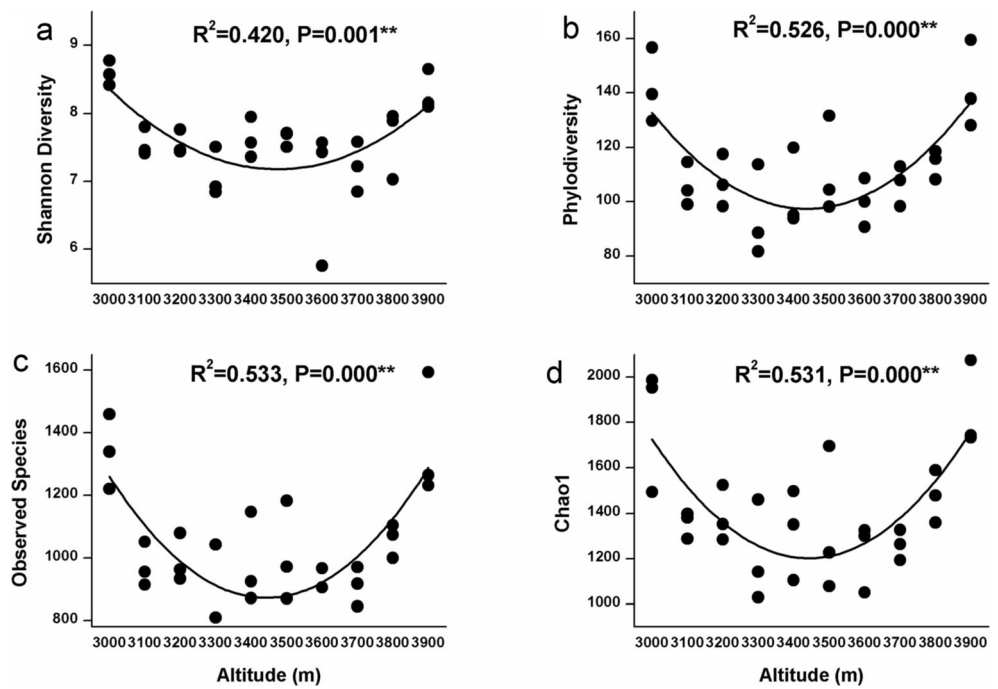 a
R²=0.420, P=0.001**
Shannon Diversity
9
8
7
6
3000 3100 3200 3300 3400 3500 3600 3700 3800 3900
b
R²=0.526, P=0.000**
Phylodiversity
160
140
120
100
80
3000 3100 3200 3300 3400 3500 3600 3700 3800 3900
c
R²=0.533, P=0.000**
Observed Species
1600
1400
1200
1000
800
3000 3100 3200 3300 3400 3500 3600 3700 3800 3900
Altitude (m)
d
R²=0.531, P=0.000**
Chao1
2000
1800
1600
1400
1200
1000
3000 3100 3200 3300 3400 3500 3600 3700 3800 3900
Altitude (m)